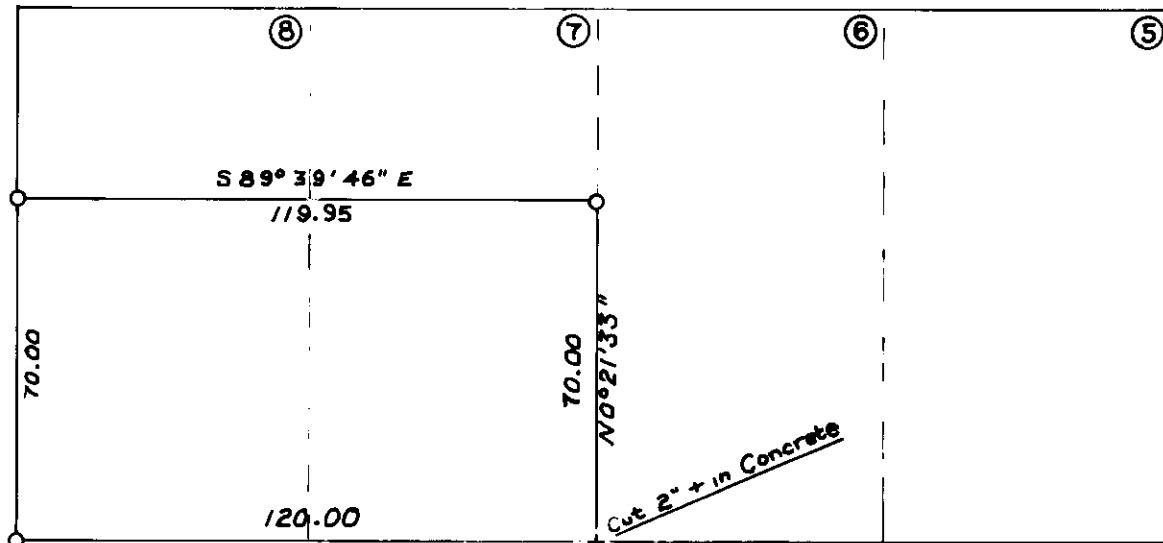 8 7 6 5
S 89° 39' 46" E
119.95
70.00
70.00
N0°21'33"
Cut 2" + in Concrete
120.00